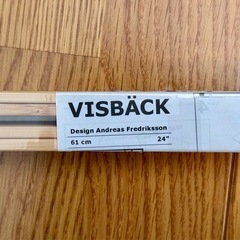 VISBÄCK
Design Andreas Fredriksson
61 cm 24"